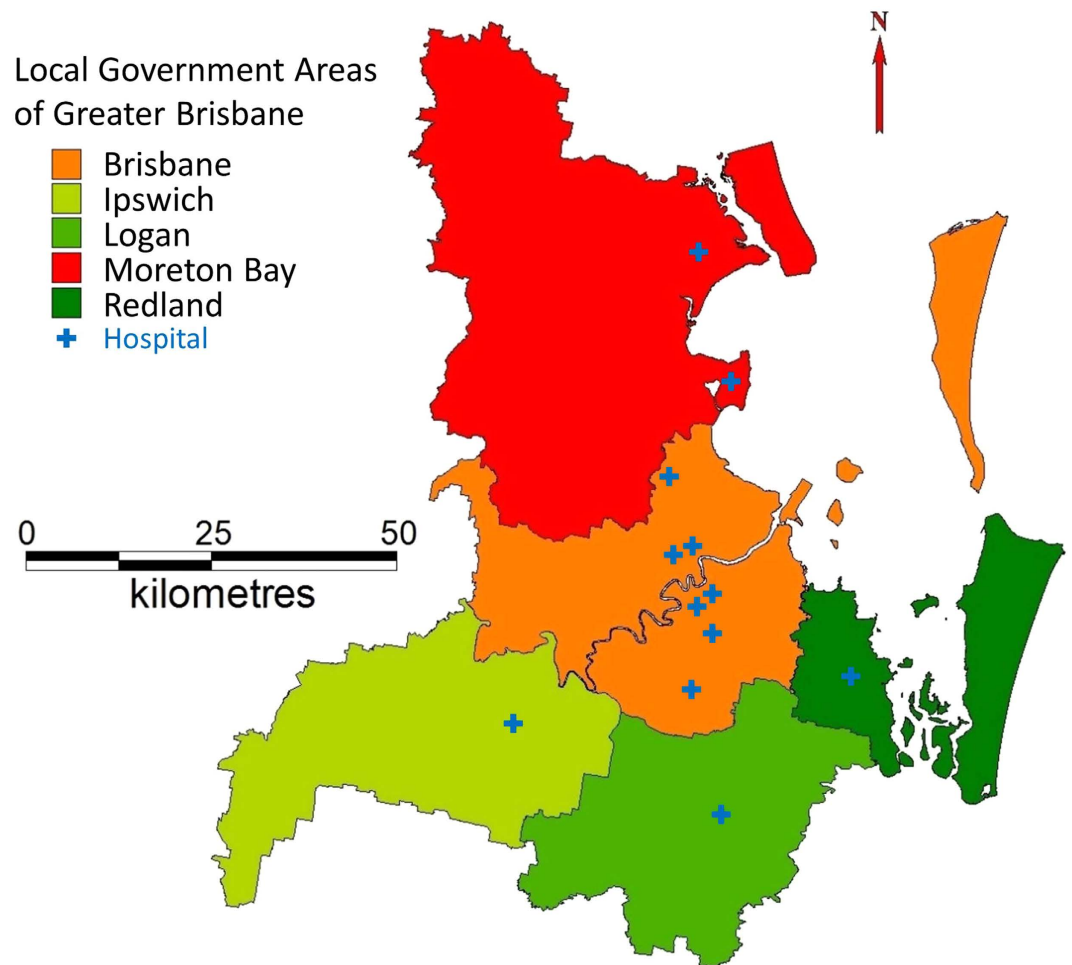 Local Government Areas
of Greater Brisbane
Brisbane
Ipswich
Logan
Moreton Bay
Redland
Hospital
N
0 25 50
kilometres